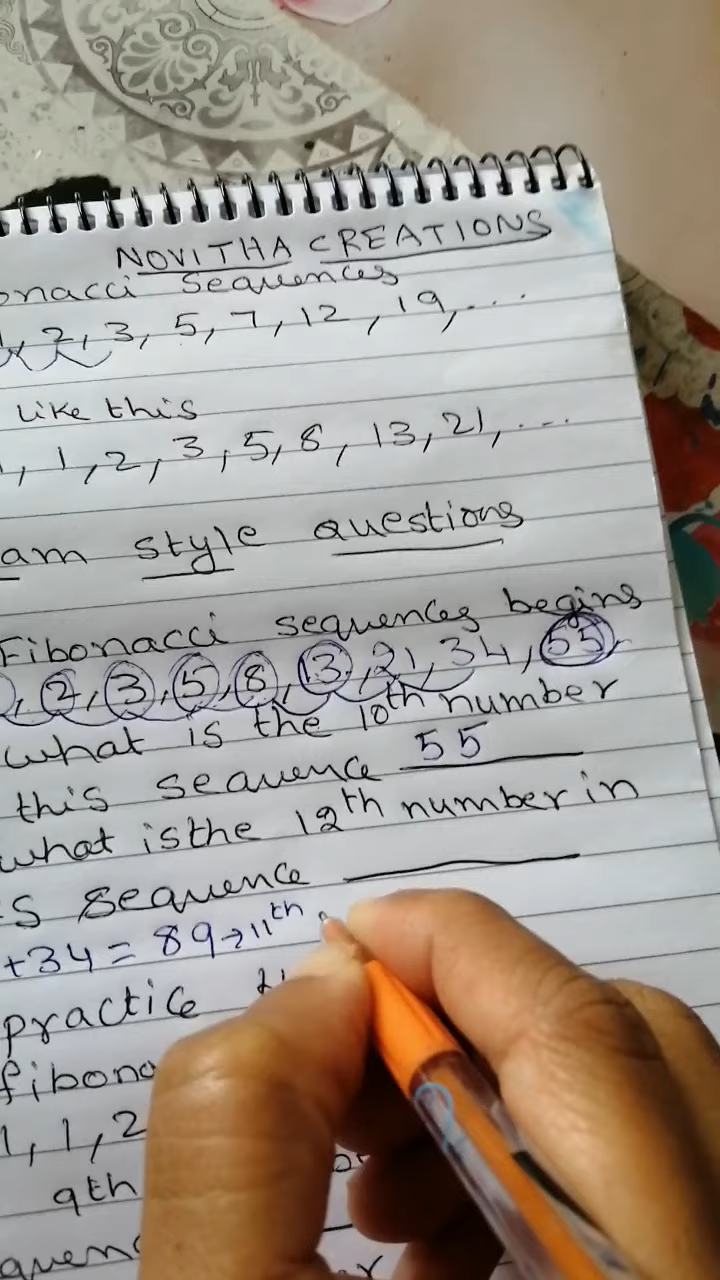 NOVITHA CREATIONS
onacci Sequences
1, 2, 3, 5, 7, 12, 19, ...
Like this
1, 1, 2, 3, 5, 8, 13, 21, ...
am style questions
Fibonacci sequences begins
, 2, 3, 5, 8, 13, 21, 34, 55,
what is the 10th number
this sequence 55
what is the 12th number in
s sequence
+34 = 89→11th
practice
fibona
1, 1, 2
9th
quenc